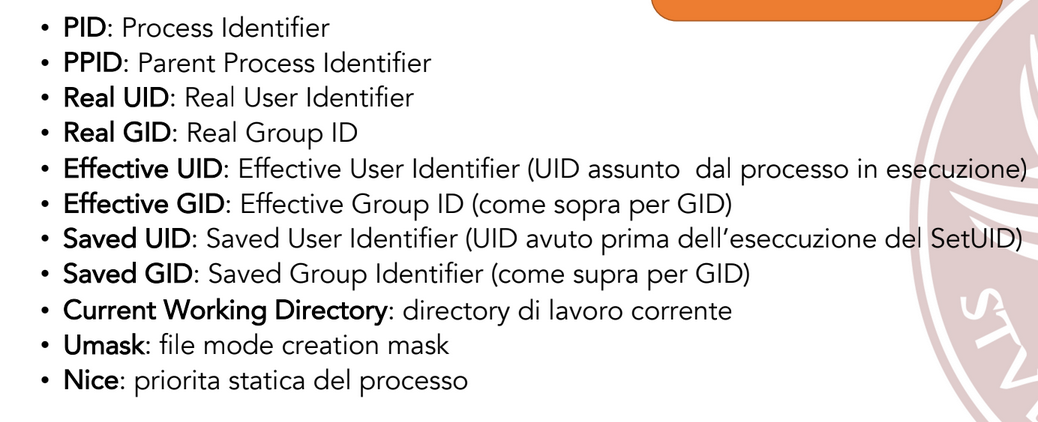 • PID: Process Identifier
• PPID: Parent Process Identifier
• Real UID: Real User Identifier
• Real GID: Real Group ID
• Effective UID: Effective User Identifier (UID assunto  dal processo in esecuzione)
• Effective GID: Effective Group ID (come sopra per GID)
• Saved UID: Saved User Identifier (UID avuto prima dell’eseccuzione del SetUID)
• Saved GID: Saved Group Identifier (come supra per GID)
• Current Working Directory: directory di lavoro corrente
• Umask: file mode creation mask
• Nice: priorita statica del processo